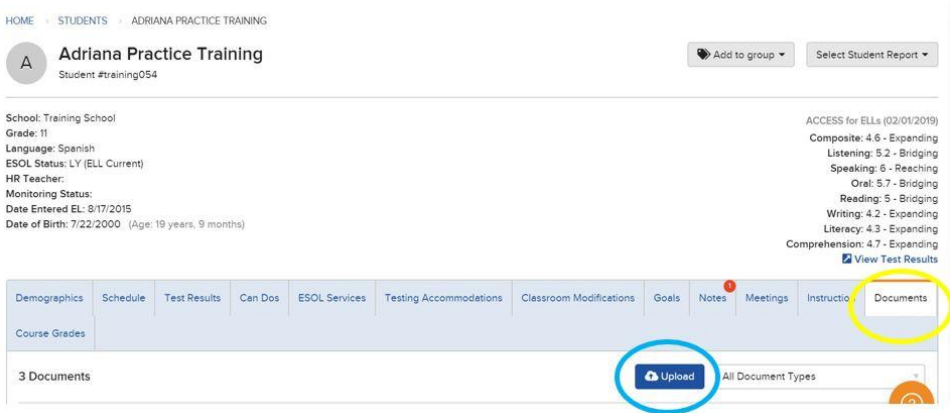 HOME > STUDENTS > ADRIANA PRACTICE TRAINING
A
Adriana Practice Training
Student #training054
Add to group
Select Student Report
School: Training School
Grade: 11
Language: Spanish
ESOL Status: LY (ELL Current)
HR Teacher:
Monitoring Status:
Date Entered EL: 8/17/2015
Date of Birth: 7/22/2000 (Age: 19 years, 9 months)
ACCESS for ELLs (02/01/2019)
Composite: 4.6 - Expanding
Listening: 5.2 - Bridging
Speaking: 6 - Reaching
Oral: 5.7 - Bridging
Reading: 5 - Bridging
Writing: 4.2 - Expanding
Literacy: 4.3 - Expanding
Comprehension: 4.7 - Expanding
View Test Results
Demographics Schedule Test Results Can Dos ESOL Services Testing Accommodations Classroom Modifications Goals Notes 1 Meetings Instruction Documents
Course Grades
3 Documents
Upload
All Document Types
?